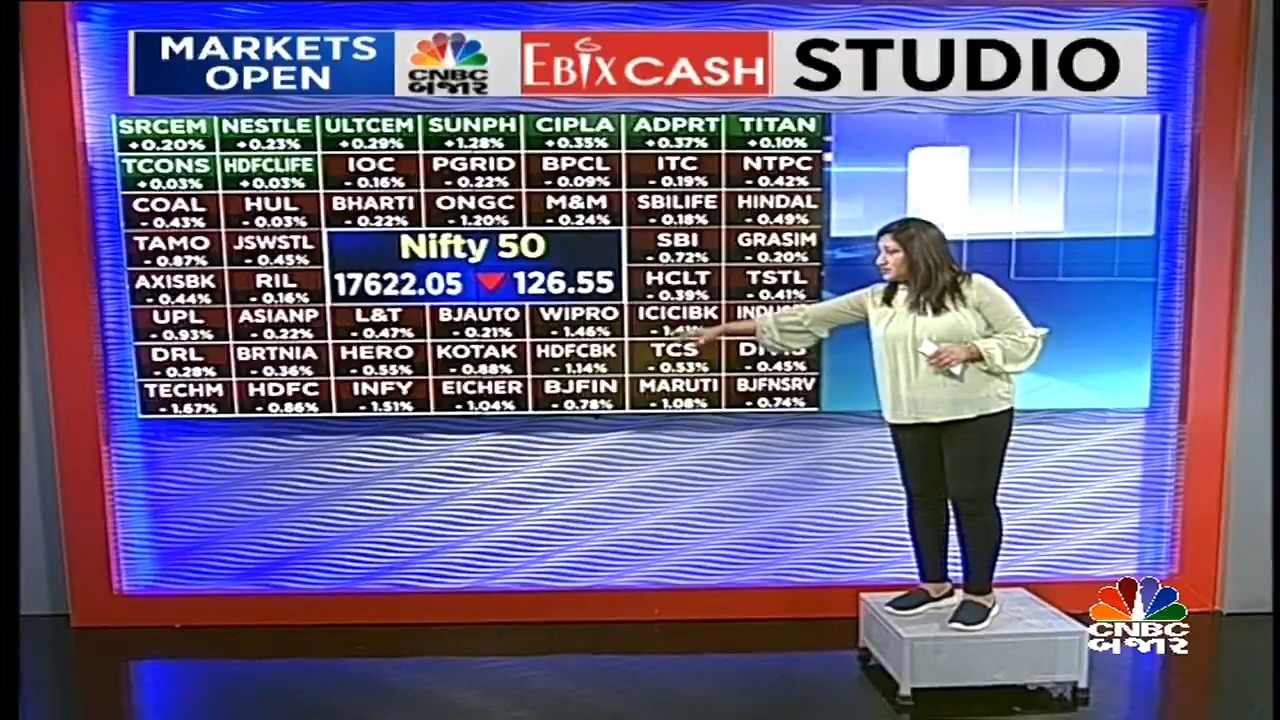 MARKETS
OPEN
CNBC
બજાર
EBIXCASH
STUDIO
SRCEM NESTLE ULTCEM SUNPH CIPLA ADPRT TITAN
+0.20% +0.23% +0.29% +1.28% +0.35% +0.37% +0.10%
TCONS HDFCLIFE IOC PGRID BPCL ITC NTPC
+0.03% +0.03% - 0.16% - 0.22% - 0.09% - 0.19% - 0.42%
COAL HUL BHARTI ONGC M&M SBILIFE HINDAL
- 0.43% - 0.03% - 0.22% - 1.20% - 0.24% - 0.18% - 0.49%
TAMO JSWSTL Nifty 50 SBI GRASIM
- 0.87% - 0.45% - 0.72% - 0.20%
AXISBK RIL 17622.05 126.55 HCLT TSTL
- 0.44% - 0.16% - 0.39% - 0.41%
UPL ASIANP L&T BJAUTO WIPRO ICICIBK
- 0.93% - 0.22% - 0.47% - 0.21% - 1.46%
DRL BRTNIA HERO KOTAK HDFCBK TCS
- 0.28% - 0.36% - 0.55% - 0.88% - 1.14% - 0.53% - 0.45%
TECHM HDFC INFY EICHER BJFIN MARUTI BJFNSRV
- 1.67% - 0.86% - 1.51% - 1.04% - 0.78% - 1.08% - 0.74%
CNBC
બજાર